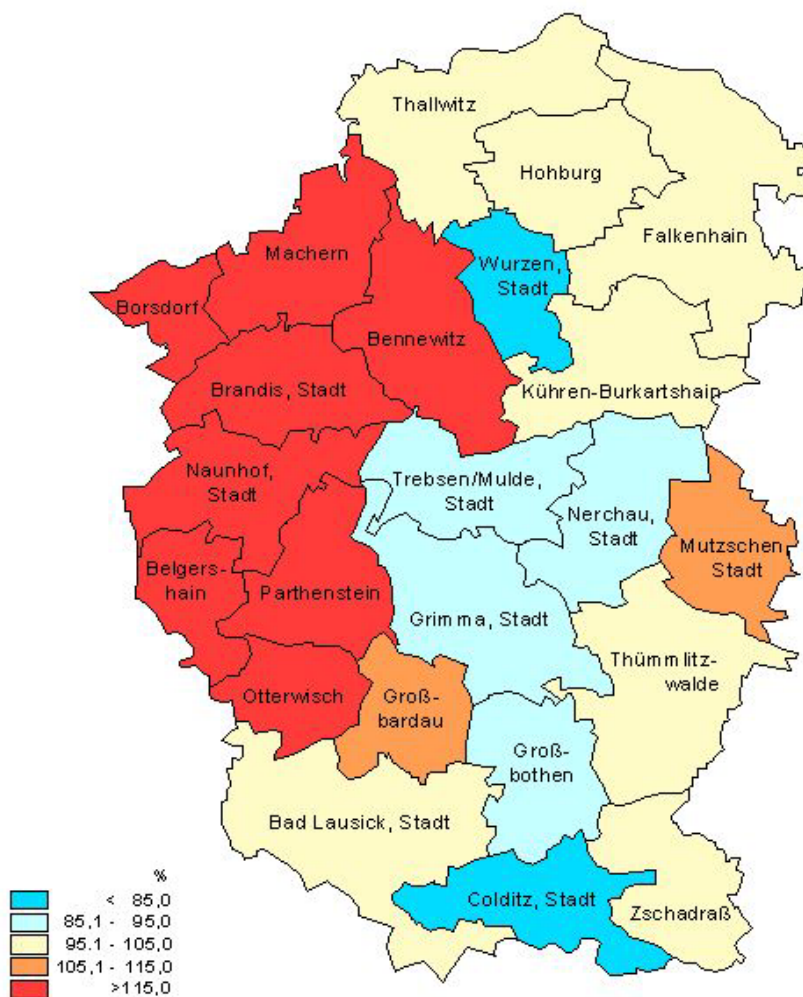 Thallwitz
Hohburg
Falkenhain
Machern
Wurzen,
Stadt
Borsdorf
Bennewitz
Brandis, Stadt
Kühren-Burkartshain
Naunhof,
Stadt
Trebsen/Mulde,
Stadt
Nerchau,
Stadt
Mutzschen
Stadt
Belgers-
hain
Parthenstein
Grimma, Stadt
Thümmlitz-
walde
Otterwisch
Groß-
bardau
Groß-
bothen
Bad Lausick, Stadt
Colditz, Stadt
Zschadraß
%
< 85,0
85,1 - 95,0
95.1 - 105,0
105,1 - 115,0
>115,0